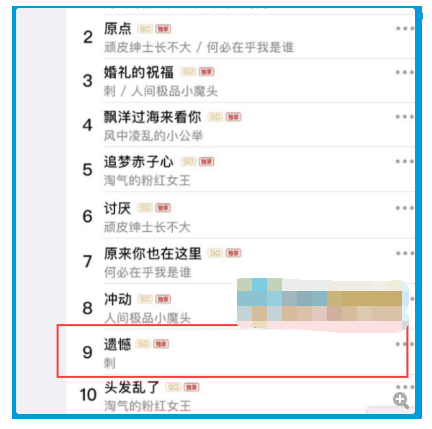 2 原点 SQ 独家
顽皮绅士长不大 / 何必在乎我是谁
3 婚礼的祝福 SQ 独家
刺 / 人间极品小魔头
4 飘洋过海来看你 SQ 独家
风中凌乱的小公举
5 追梦赤子心 SQ 独家
淘气的粉红女王
6 讨厌 SQ 独家
顽皮绅士长不大
7 原来你也在这里 SQ 独家
何必在乎我是谁
8 冲动 SQ 独家
人间极品小魔头
9 遗憾 SQ 独家
刺
10 头发乱了 SQ 独家
淘气的粉红女王